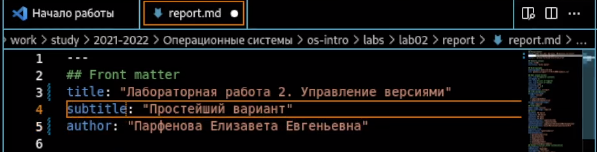 Начало работы
report.md
work > study > 2021-2022 > Операционные системы > os-intro > labs > lab02 > report > report.md > ...
1 ---
2 ## Front matter
3 title: "Лабораторная работа 2. Управление версиями"
4 subtitle: "Простейший вариант"
5 author: "Парфенова Елизавета Евгеньевна"
6